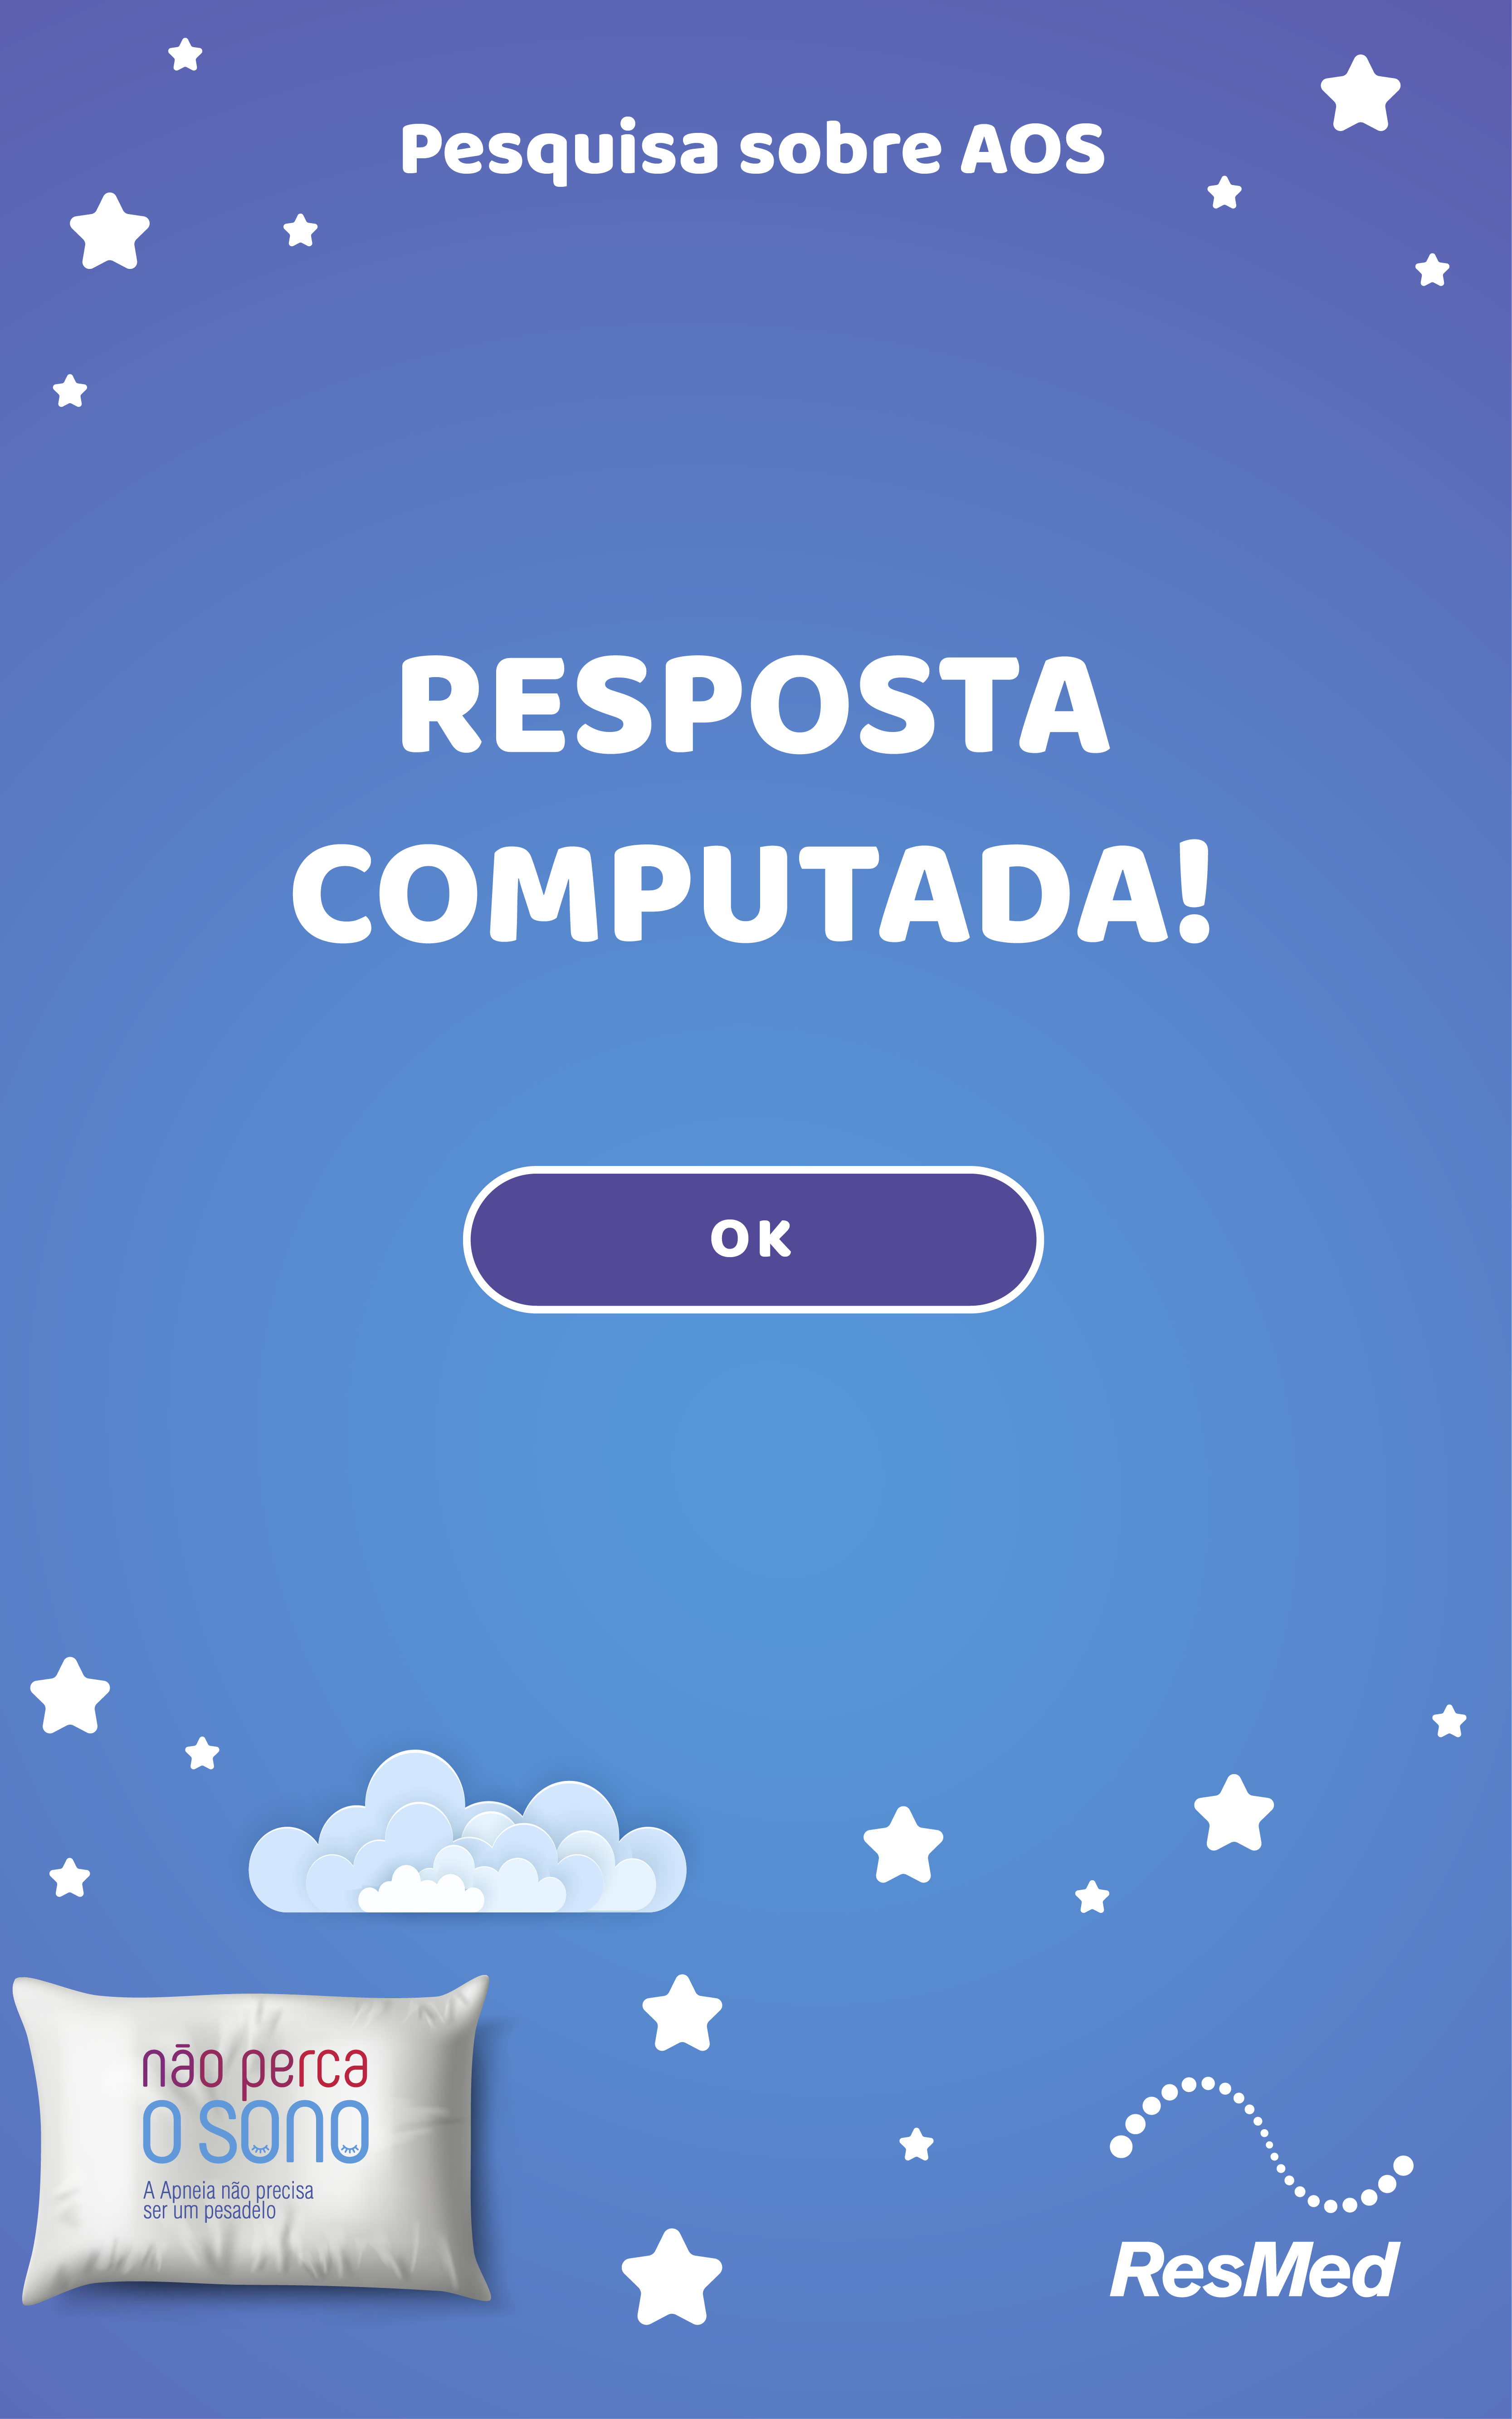 Pesquisa sobre AOS
RESPOSTA
COMPUTADA!
OK
não perca
o sono
A Apneia não precisa
ser um pesadelo
ResMed